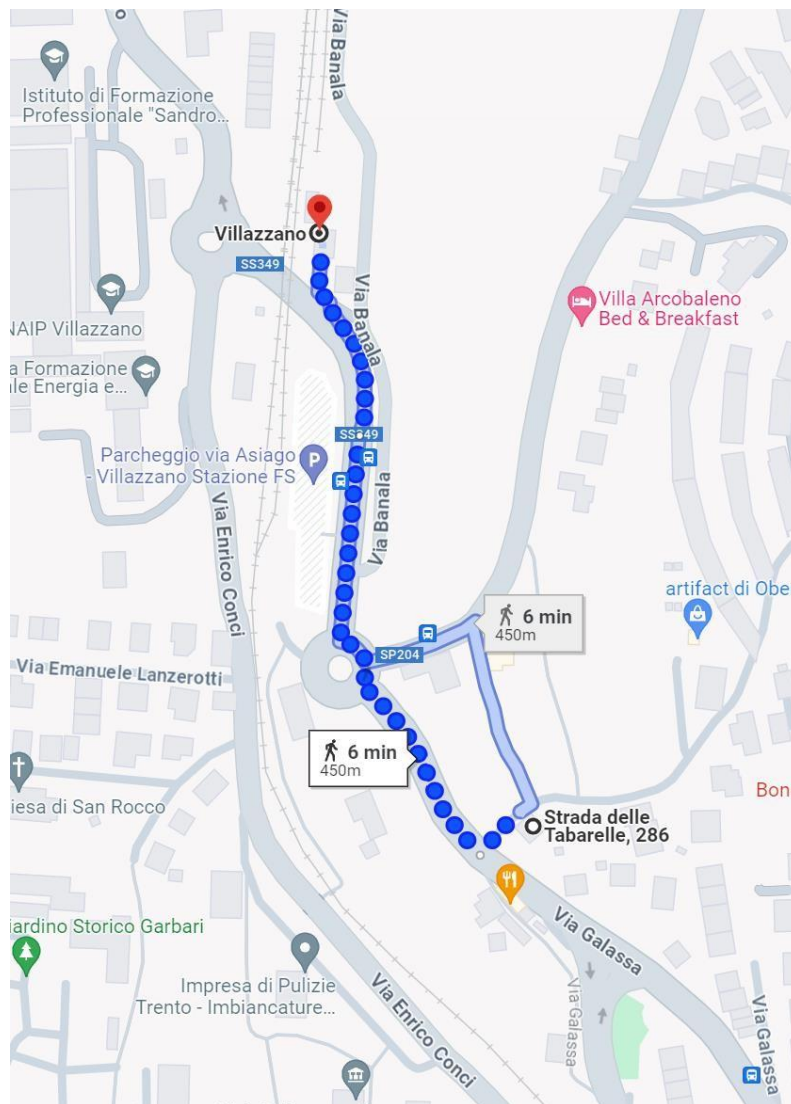 Via Banala
Istituto di Formazione
Professionale "Sandro...
Villazzano
SS349
NAIP Villazzano
Via Banala
Villa Arcobaleno
Bed & Breakfast
a Formazione
ale Energia e...
SS349
Parcheggio via Asiago
- Villazzano Stazione FS
P
Via Banala
Via Enrico Conci
artifact di Obe
6 min
450m
SP204
Via Emanuele Lanzerotti
6 min
450m
iesa di San Rocco
Bon
Strada delle
Tabarelle, 286
iardino Storico Garbari
Via Galassa
Impresa di Pulizie
Trento - Imbiancature...
Via Enrico Conci
Via Galassa
Via Galassa